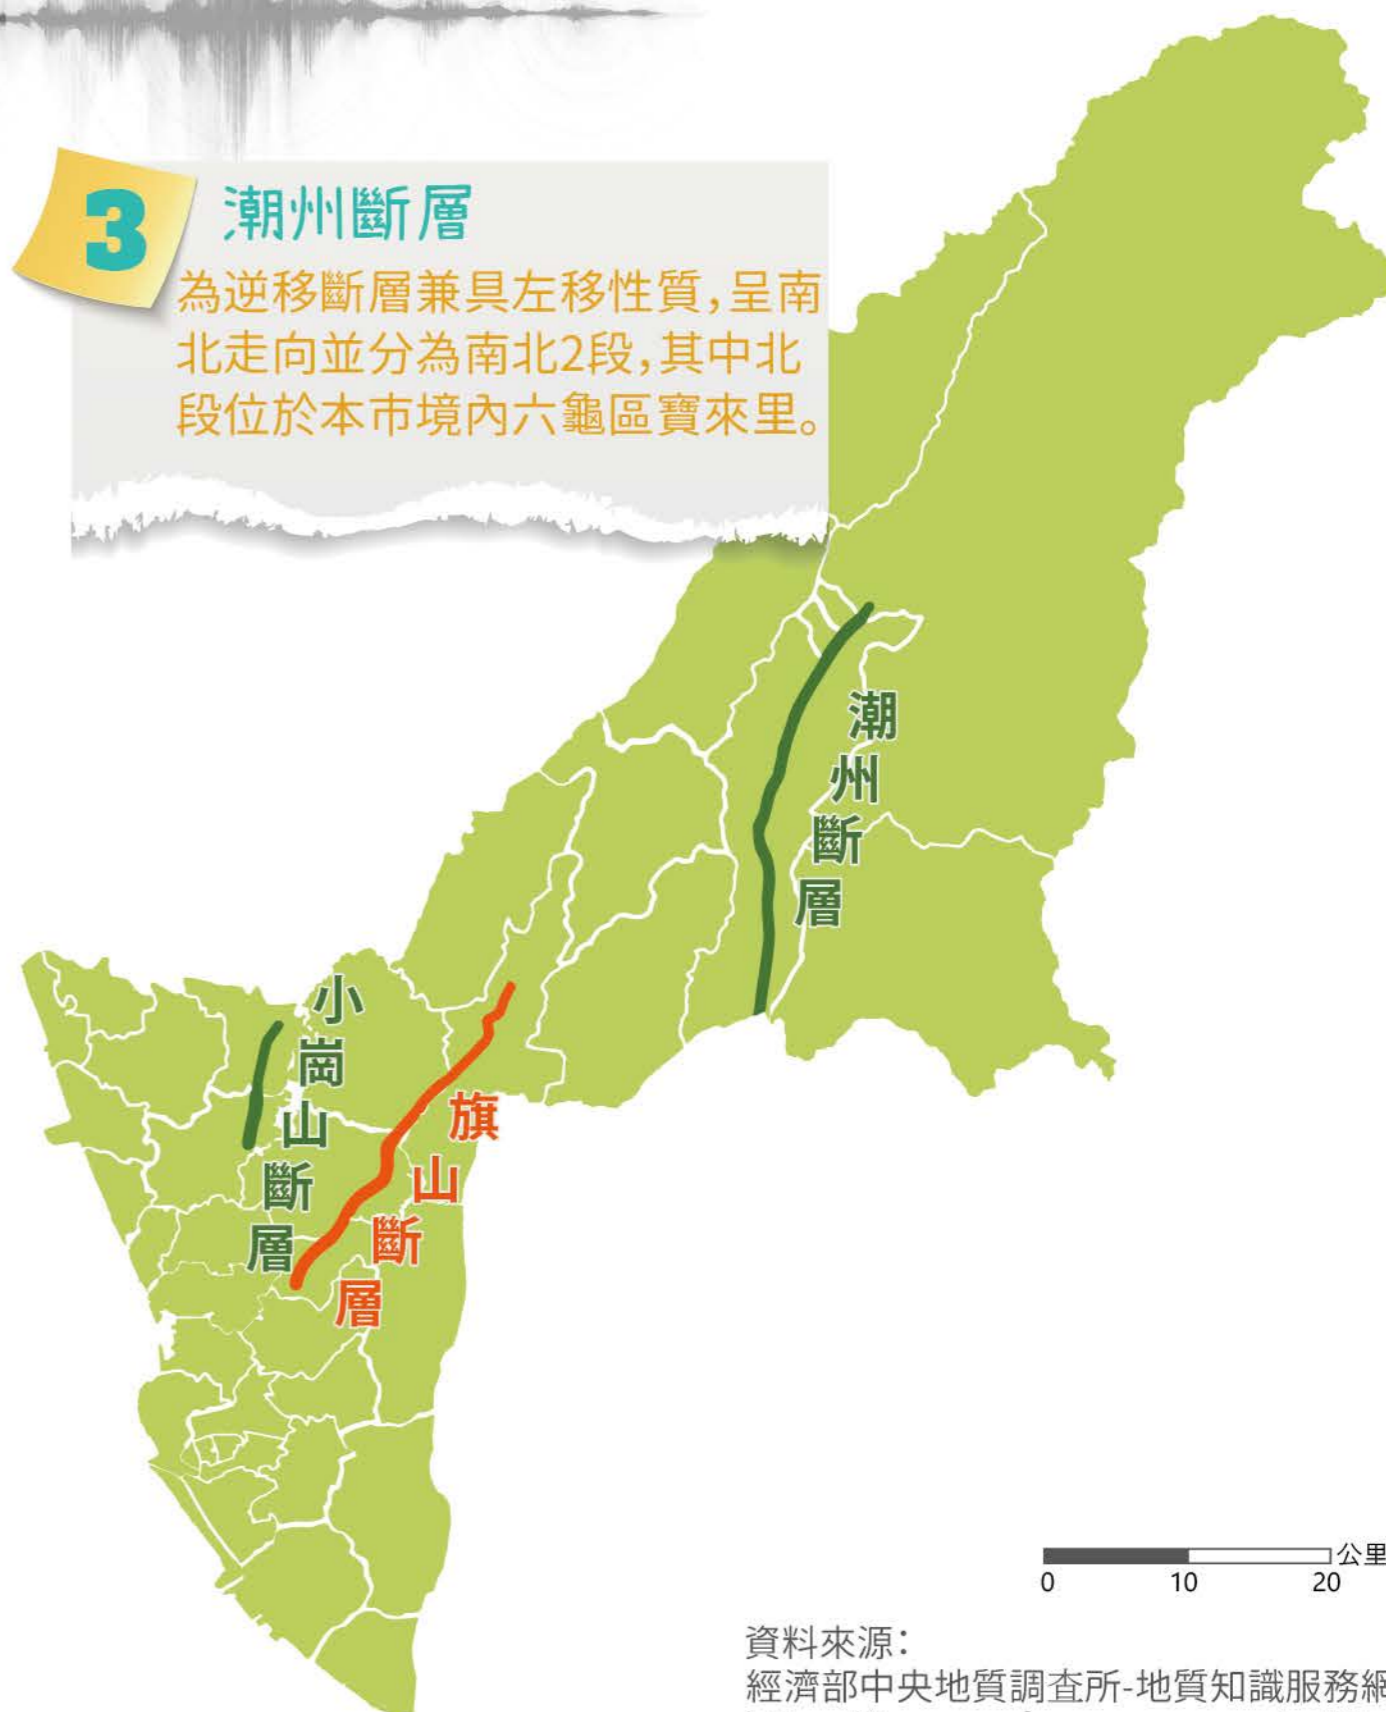 3
潮州斷層
為逆移斷層兼具左移性質，呈南
北走向並分為南北2段，其中北
段位於本市境內六龜區寶來里。
潮州斷層
小崗山斷層
旗山斷層
公里
0 10 20
資料來源：
經濟部中央地質調查所-地質知識服務網